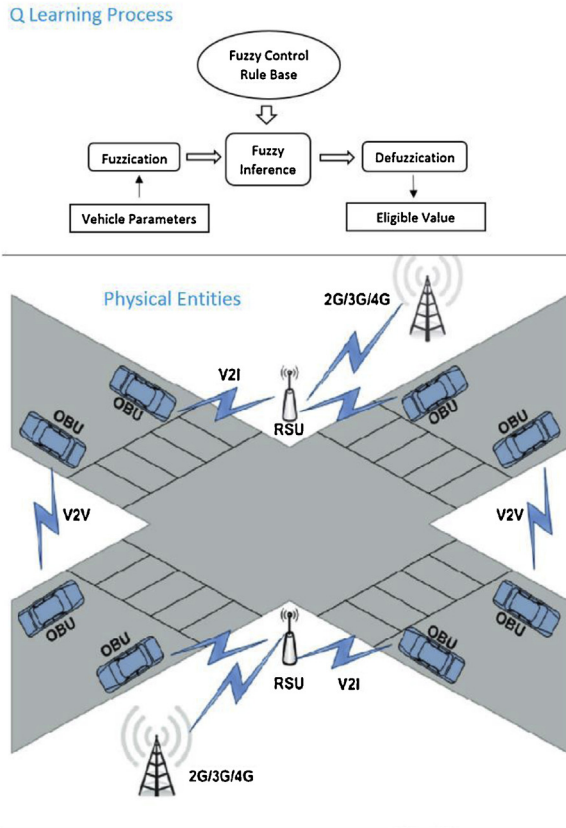 Q Learning Process
Fuzzy Control
Rule Base
Fuzzication
Fuzzy
Inference
Defuzzication
Vehicle Parameters
Eligible Value
Physical Entities
2G/3G/4G
V2I
OBU
RSU
OBU
OBU
OBU
V2V
V2V
OBU
OBU
OBU
OBU
RSU
V2I
2G/3G/4G